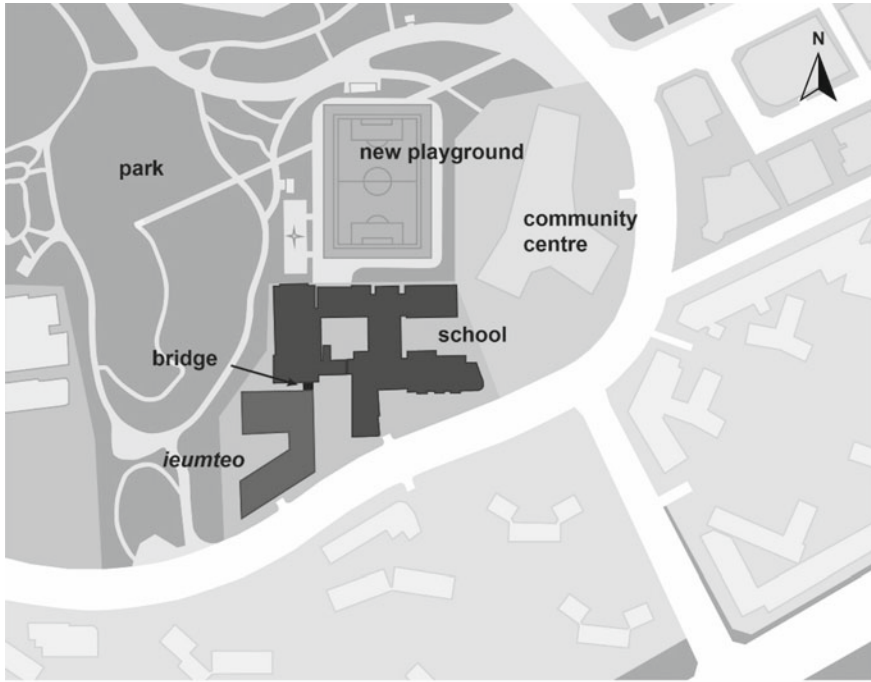 N
new playground
park
community
centre
school
bridge
ieumteo